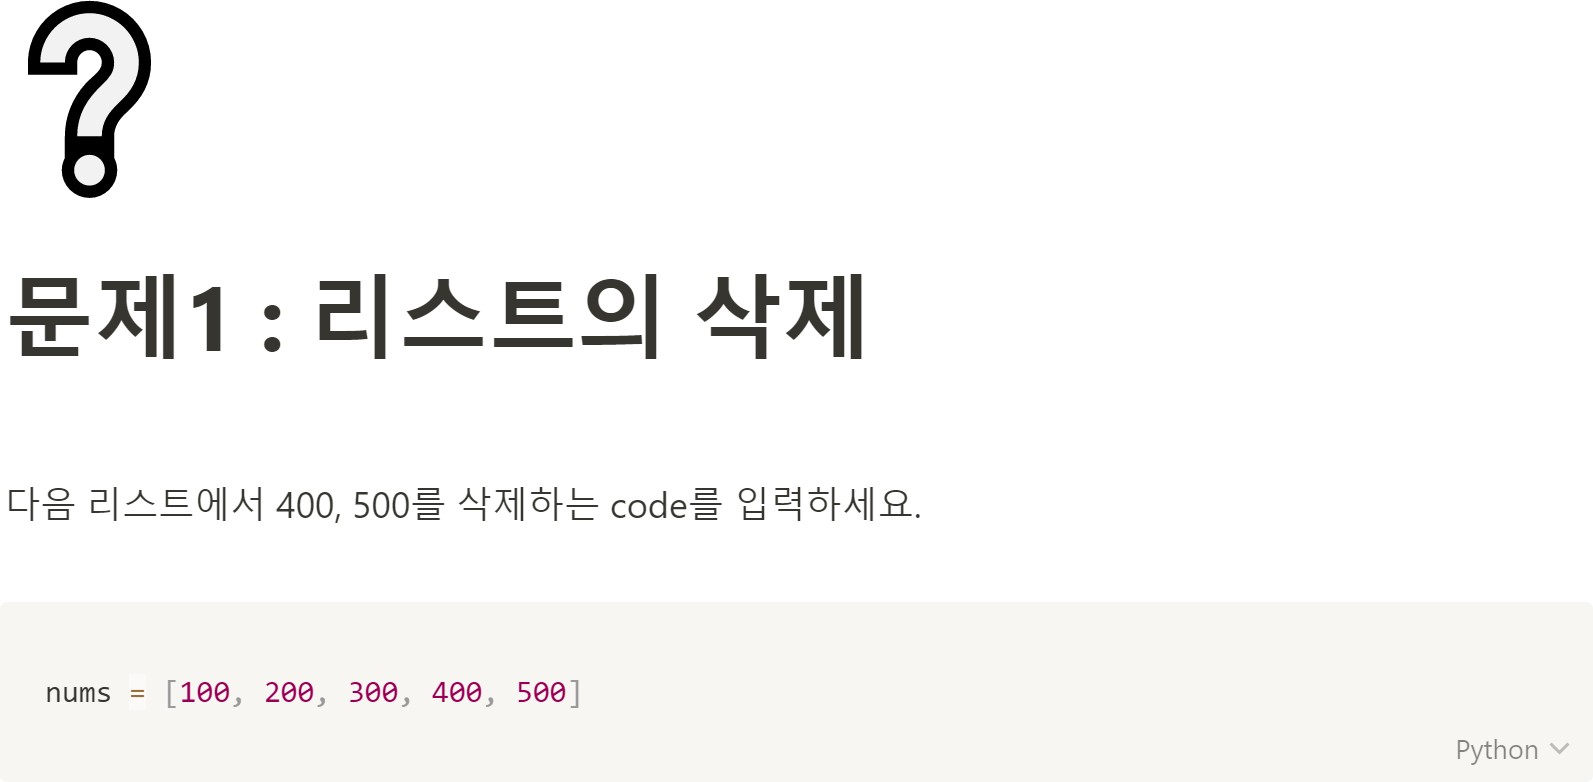 문제1 : 리스트의 삭제
다음 리스트에서 400, 500를 삭제하는 code를 입력하세요.
nums = [100, 200, 300, 400, 500]
Python